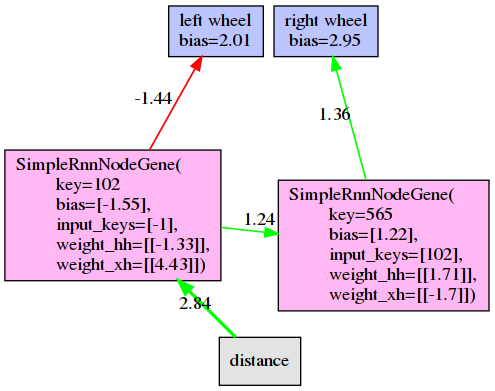 left wheel
bias=2.01
right wheel
bias=2.95
-1.44
1.36
SimpleRnnNodeGene(
key=102
bias=[-1.55],
input_keys=[-1],
weight_hh=[[-1.33]],
weight_xh=[[4.43]])
1.24
SimpleRnnNodeGene(
key=565
bias=[1.22],
input_keys=[102],
weight_hh=[[1.71]],
weight_xh=[[-1.7]])
2.84
distance